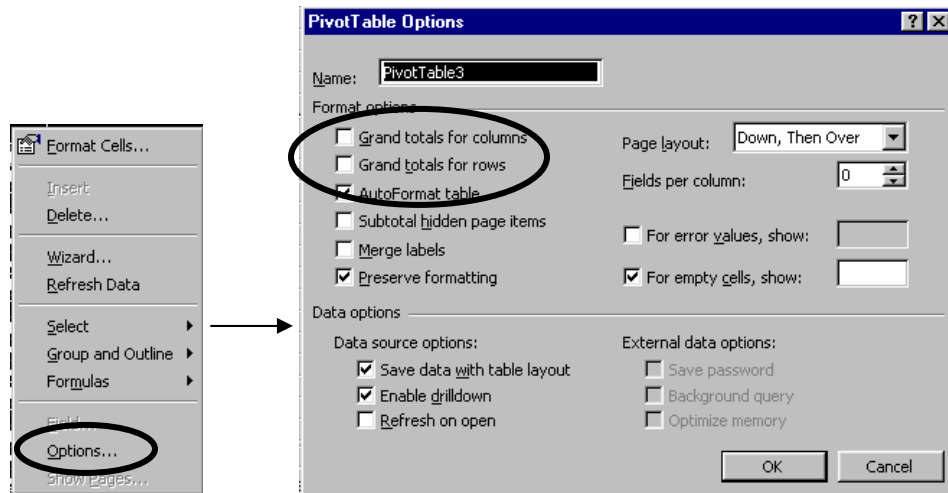 Format Cells...
Insert
Delete...
Wizard...
Refresh Data
Select
Group and Outline
Formulas
Field...
Options...
Show Pages...
PivotTable Options
Name: PivotTable3
Format options
Grand totals for columns
Grand totals for rows
AutoFormat table
Subtotal hidden page items
Merge labels
Preserve formatting
Page layout: Down, Then Over
Fields per column: 0
For error values, show:
For empty cells, show:
Data options
Data source options:
Save data with table layout
Enable drilldown
Refresh on open
External data options:
Save password
Background query
Optimize memory
OK Cancel